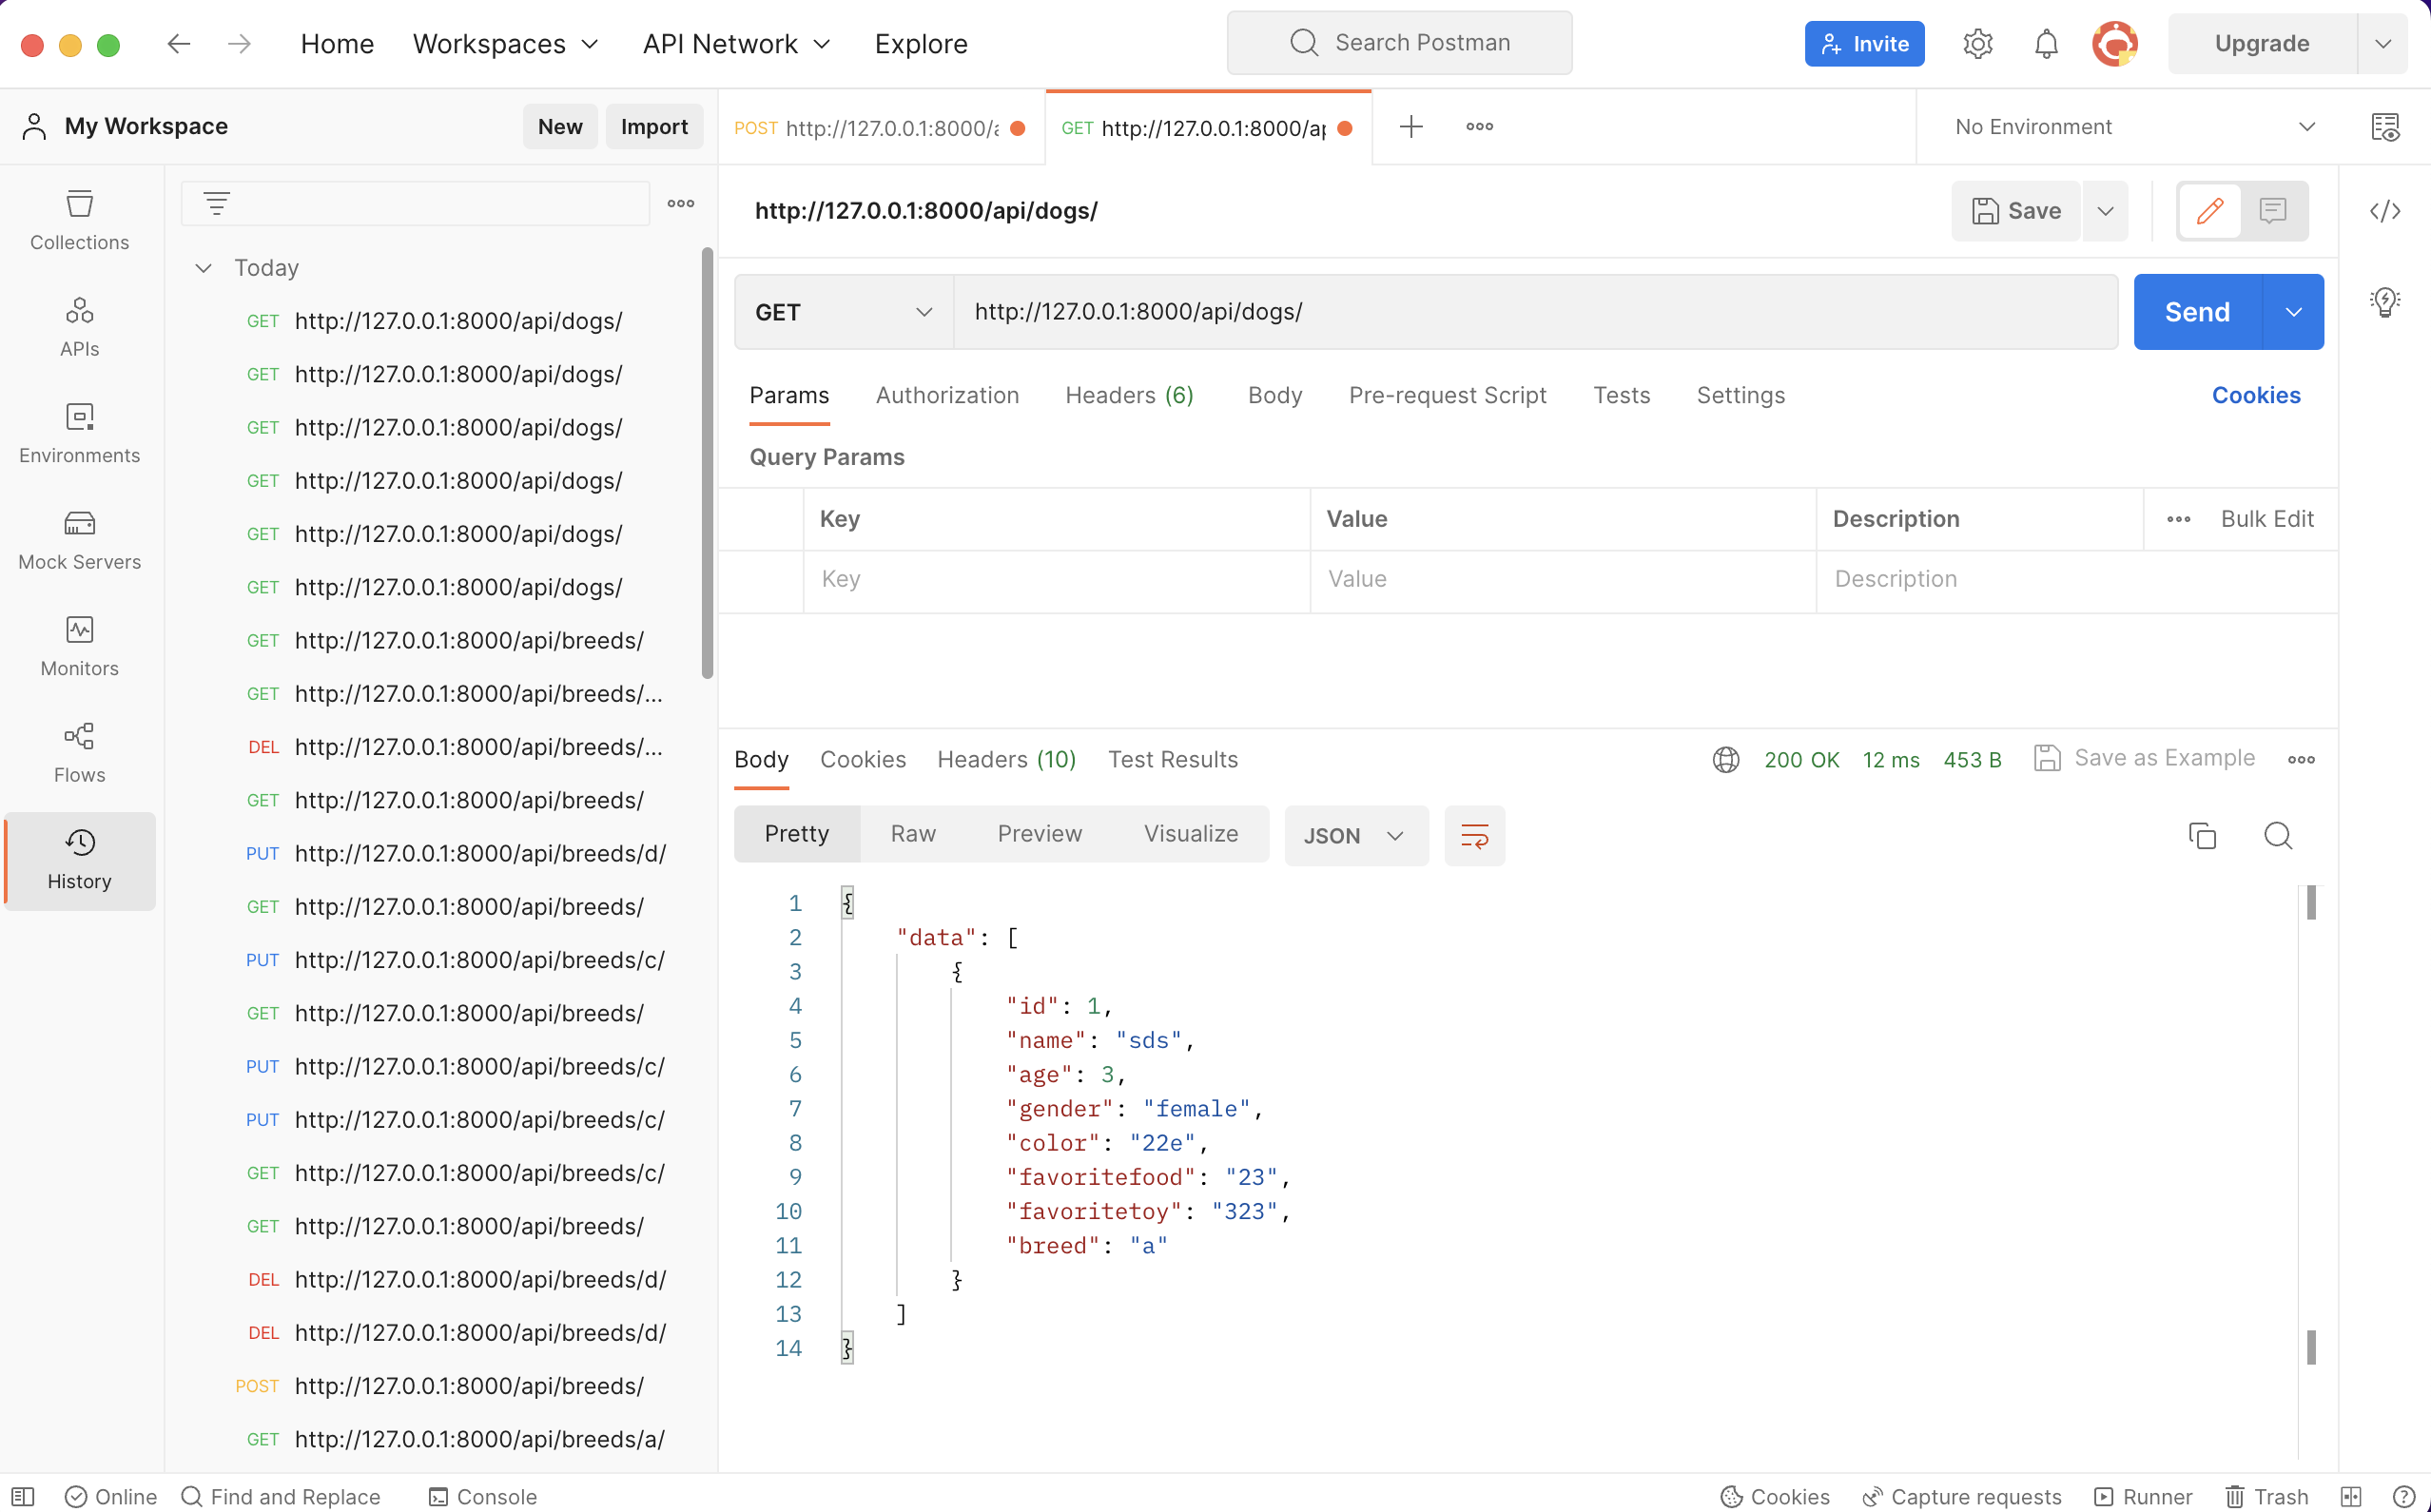 Home Workspaces API Network Explore Search Postman Invite Upgrade
My Workspace New Import
POST http://127.0.0.1:8000/a GET http://127.0.0.1:8000/ap No Environment
Collections
APIs
Environments
Mock Servers
Monitors
Flows
History
Today
GET http://127.0.0.1:8000/api/dogs/
GET http://127.0.0.1:8000/api/dogs/
GET http://127.0.0.1:8000/api/dogs/
GET http://127.0.0.1:8000/api/dogs/
GET http://127.0.0.1:8000/api/dogs/
GET http://127.0.0.1:8000/api/dogs/
GET http://127.0.0.1:8000/api/breeds/
GET http://127.0.0.1:8000/api/breeds/...
DEL http://127.0.0.1:8000/api/breeds/...
GET http://127.0.0.1:8000/api/breeds/
PUT http://127.0.0.1:8000/api/breeds/d/
GET http://127.0.0.1:8000/api/breeds/
PUT http://127.0.0.1:8000/api/breeds/c/
GET http://127.0.0.1:8000/api/breeds/
PUT http://127.0.0.1:8000/api/breeds/c/
PUT http://127.0.0.1:8000/api/breeds/c/
GET http://127.0.0.1:8000/api/breeds/c/
GET http://127.0.0.1:8000/api/breeds/
DEL http://127.0.0.1:8000/api/breeds/d/
DEL http://127.0.0.1:8000/api/breeds/d/
POST http://127.0.0.1:8000/api/breeds/
GET http://127.0.0.1:8000/api/breeds/a/
http://127.0.0.1:8000/api/dogs/ Save
GET http://127.0.0.1:8000/api/dogs/ Send
Params Authorization Headers (6) Body Pre-request Script Tests Settings Cookies
Query Params
Key Value Description Bulk Edit
Key Value Description
Body Cookies Headers (10) Test Results 200 OK 12 ms 453 B Save as Example
Pretty Raw Preview Visualize JSON
1 {
2 "data": [
3 {
4 "id": 1,
5 "name": "sds",
6 "age": 3,
7 "gender": "female",
8 "color": "22e",
9 "favoritefood": "23",
10 "favoritetoy": "323",
11 "breed": "a"
12 }
13 ]
14 }
Online Find and Replace Console Cookies Capture requests Runner Trash